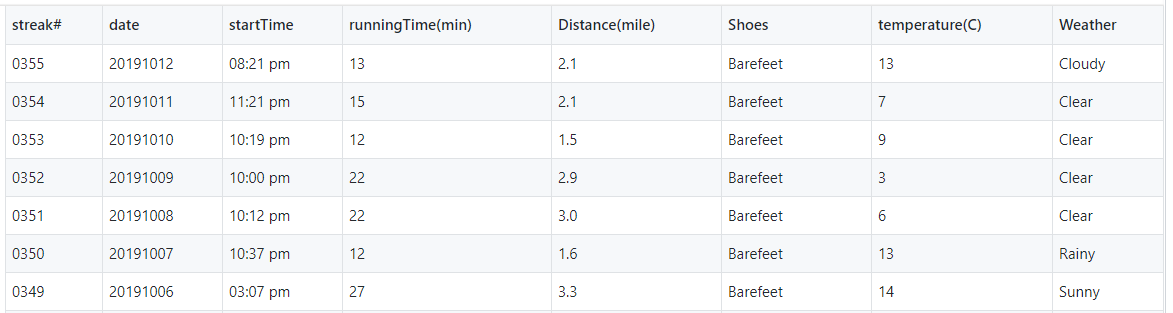 streak# date startTime runningTime(min) Distance(mile) Shoes temperature(C) Weather
0355 20191012 08:21 pm 13 2.1 Barefeet 13 Cloudy
0354 20191011 11:21 pm 15 2.1 Barefeet 7 Clear
0353 20191010 10:19 pm 12 1.5 Barefeet 9 Clear
0352 20191009 10:00 pm 22 2.9 Barefeet 3 Clear
0351 20191008 10:12 pm 22 3.0 Barefeet 6 Clear
0350 20191007 10:37 pm 12 1.6 Barefeet 13 Rainy
0349 20191006 03:07 pm 27 3.3 Barefeet 14 Sunny